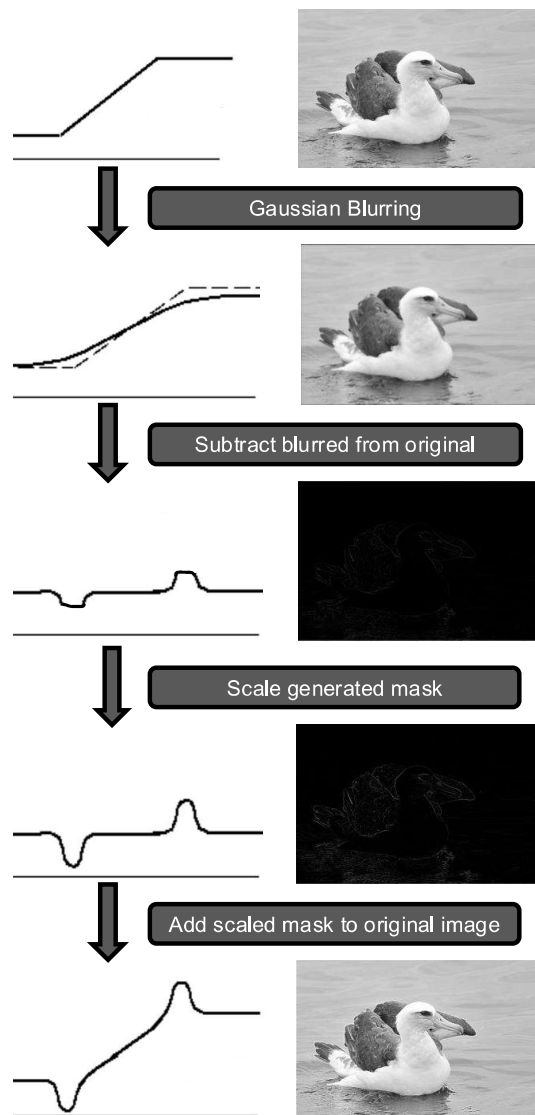 Gaussian Blurring
Subtract blurred from original
Scale generated mask
Add scaled mask to original image